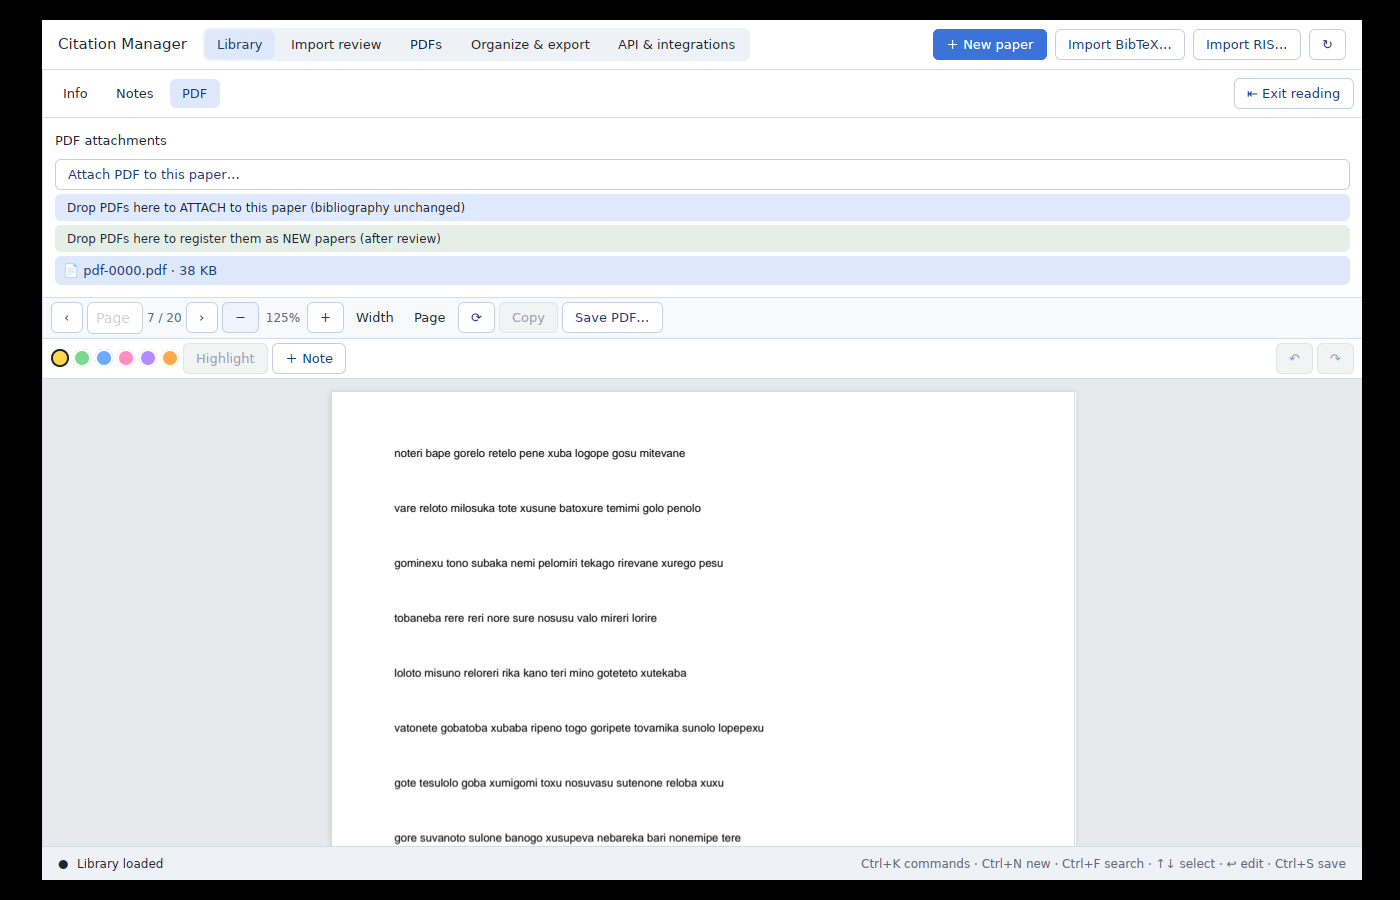 Citation Manager Library Import review PDFs Organize & export API & integrations + New paper Import BibTeX... Import RIS... ↻
Info Notes PDF ⇤ Exit reading
PDF attachments
Attach PDF to this paper...
Drop PDFs here to ATTACH to this paper (bibliography unchanged)
Drop PDFs here to register them as NEW papers (after review)
pdf-0000.pdf · 38 KB
‹ Page 7 / 20 › − 125% + Width Page ⟳ Copy Save PDF...
Highlight + Note ↶ ↷
noteri bape gorelo retelo pene xuba logope gosu mitevane
vare reloto milosuka tote xusune batoxure temimi golo penolo
gominexu tono subaka nemi pelomiri tekago rirevane xurego pesu
tobaneba rere reri nore sure nosusu valo mireri lorire
loloto misuno reloreri rika kano teri mino goteteto xutekaba
vatonete gobatoba xubaba ripeno togo goripete tovamika sunolo lopepexu
gote tesulolo goba xumigomi toxu nosuvasu sutenone reloba xuxu
gore suvanoto sulone banogo xusupeva nebareka bari nonemipe tere
● Library loaded Ctrl+K commands · Ctrl+N new · Ctrl+F search · ↑↓ select · ↩ edit · Ctrl+S save